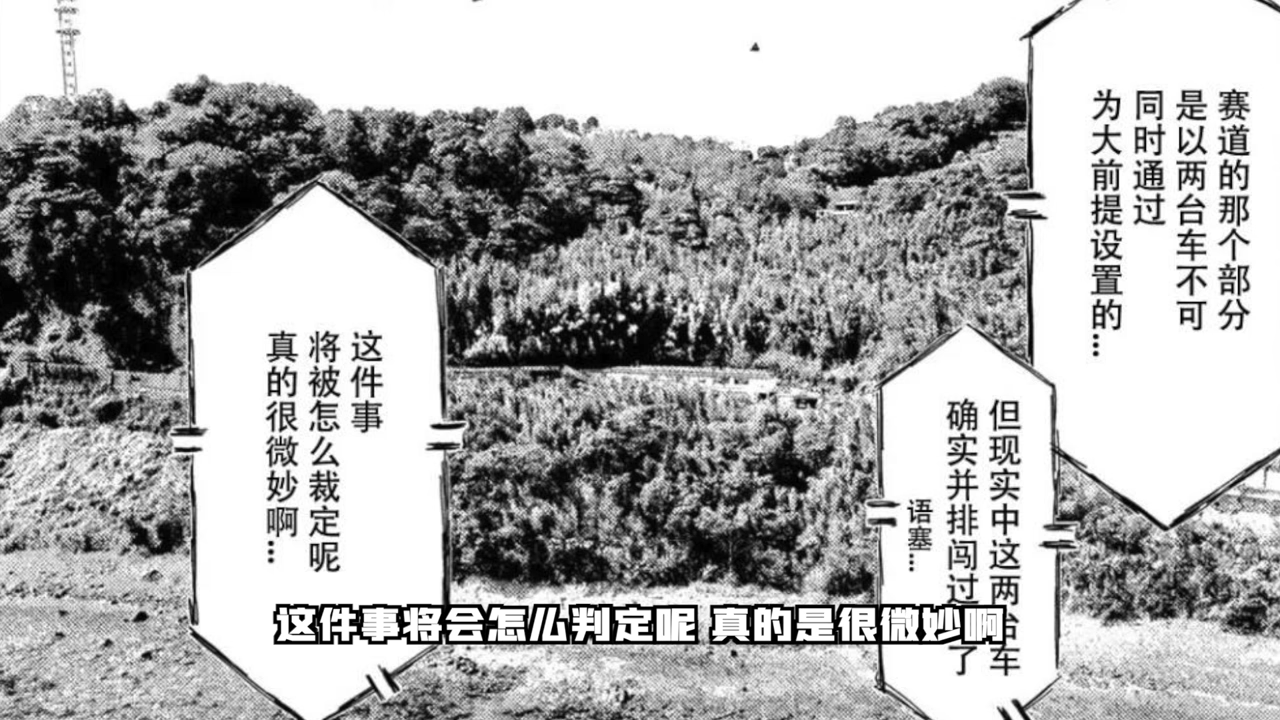 赛道的那个部分
是以两台车不可
同时通过
为大前提设置的…
但现实中这两台车
确实并排闯过了
语塞…
这件事
将被怎么裁定呢
真的很微妙啊…
这件事将会怎么判定呢 真的是很微妙啊